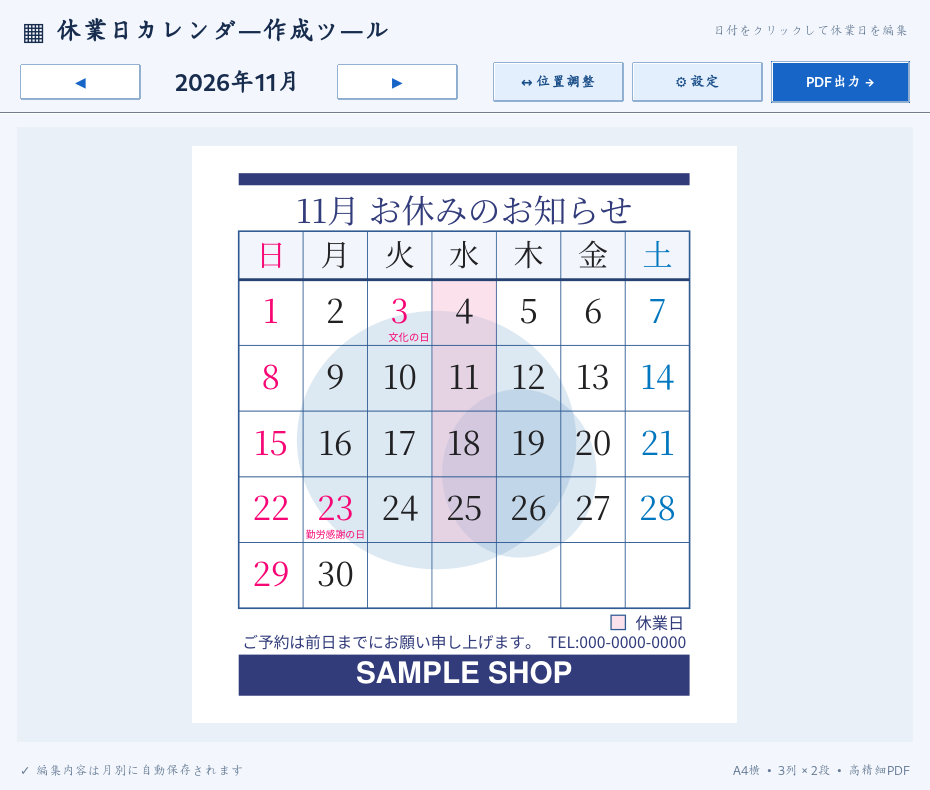 ▦ 休業日カレンダー作成ツール
日付をクリックして休業日を編集
◀ 2026年11月 ▶ ↔ 位置調整 ⚙ 設定 PDF出力 →
11月 お休みのお知らせ
日 月 火 水 木 金 土
1 2 3 4 5 6 7
文化の日
8 9 10 11 12 13 14
15 16 17 18 19 20 21
22 23 24 25 26 27 28
勤労感謝の日
29 30
休業日
ご予約は前日までにお願い申し上げます。 TEL:000-0000-0000
SAMPLE SHOP
✓ 編集内容は月別に自動保存されます
A4横 • 3列 × 2段 • 高精細PDF